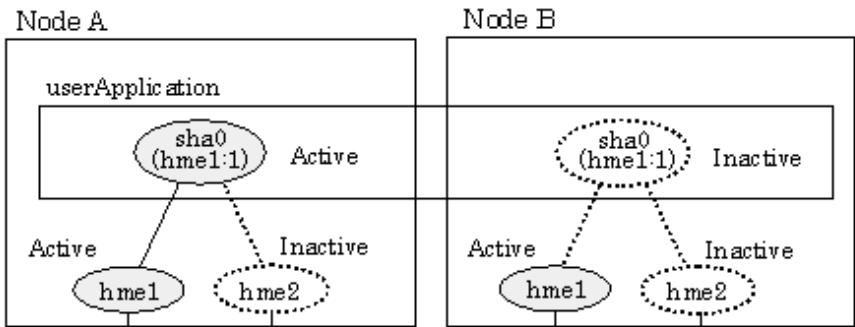 Node A
Node B
userApplication
sha0
(hme1:1)
Active
sha0
(hme1:1)
Inactive
Active
Inactive
Active
Inactive
hme1
hme2
hme1
hme2